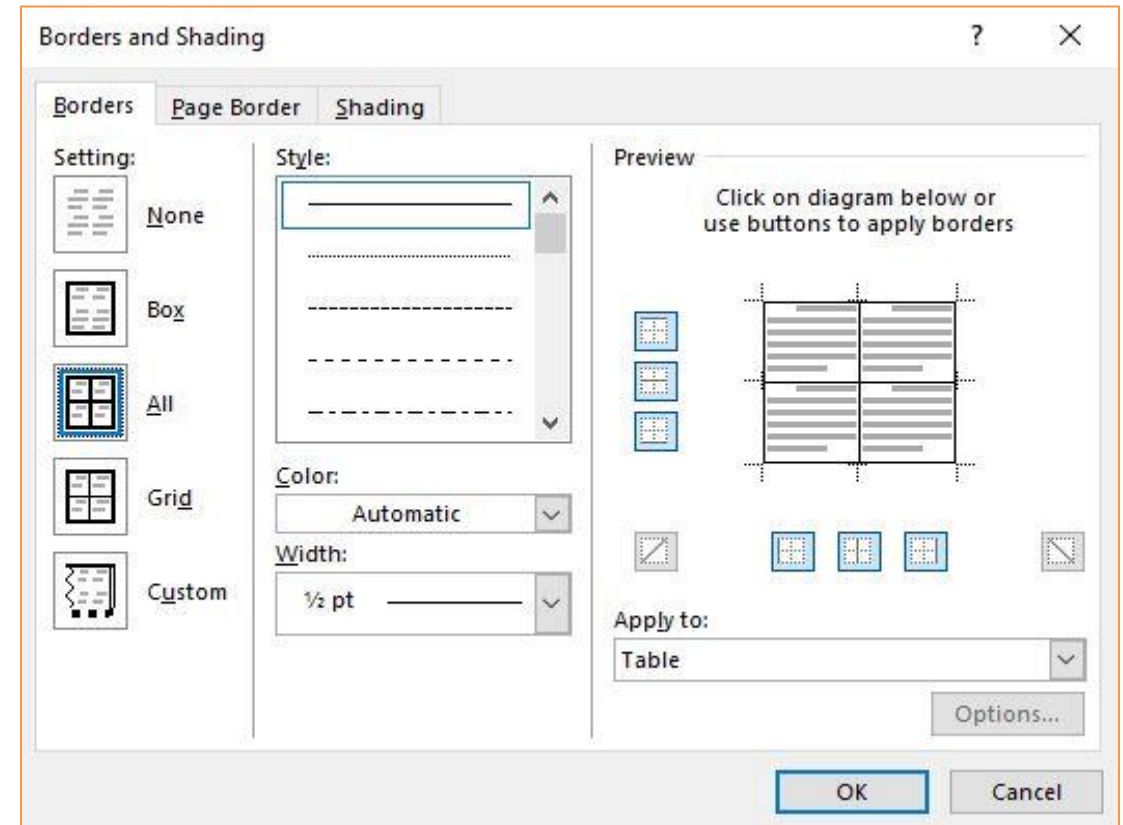 Borders and Shading
?
Borders
Page Border
Shading
Setting:
None
Box
All
Grid
Custom
Style:
Color:
Automatic
Width:
½ pt
Preview
Click on diagram below or
use buttons to apply borders
Apply to:
Table
Options...
OK
Cancel